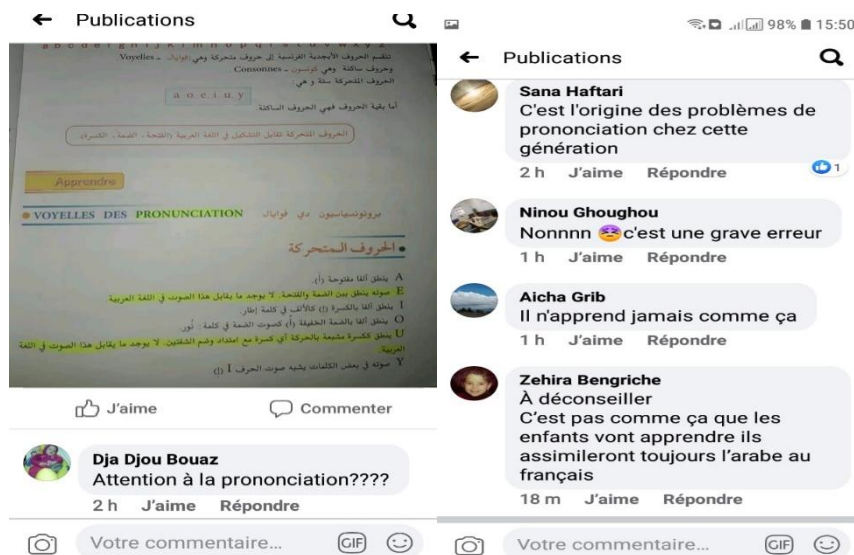 Publications
a b c d e f g h i j k l m n o p q r s t u v w x y z
تنقسم الحروف الأبجدية الفرنسية إلى حروف متحركة وهي فوايال ـ Voyelles
وحروف ساكنة وهي كونسون ـ Consonnes
الحروف المتحركة ستة و هي:
a. o. e. i. u. y
أما بقية الحروف فهي الحروف الساكنة.
الحروف المتحركة تقابل التشكيل في اللغة العربية (الفتحة ، الضمة ، الكسرة).
Apprendre
VOYELLES DES PRONUNCIATION برونونسياسيون دي فوايال
الحروف المتحركة
A ينطق ألفا مفتوحة (أ).
E صوته ينطق بين الضمة والفتحة. لا يوجد ما يقابل هذا الصوت في اللغة العربية.
I ينطق ألفا بالكسرة (إ) كالألف في كلمة إطار.
O ينطق ألفا بالضمة الخفيفة (أ) كصوت الضمة في كلمة : نُور.
U ينطق ككسرة مشبعة بالحركة أي كسرة مع امتداد وضم الشفتين. لا يوجد ما يقابل هذا الصوت في اللغة
العربية.
Y صوته في بعض الكلمات يشبه صوت الحرف I (إ)
J'aime
Commenter
Dja Djou Bouaz
Attention à la prononciation????
2 h J'aime Répondre
Votre commentaire... GIF
98% 15:50
Publications
Sana Haftari
C'est l'origine des problèmes de
prononciation chez cette
génération
2 h J'aime Répondre 1
Ninou Ghoughou
Nonnnn 😣c'est une grave erreur
1 h J'aime Répondre
Aicha Grib
Il n'apprend jamais comme ça
1 h J'aime Répondre
Zehira Bengriche
À déconseiller
C'est pas comme ça que les
enfants vont apprendre ils
assimileront toujours l'arabe au
français
18 m J'aime Répondre
Votre commentaire... GIF